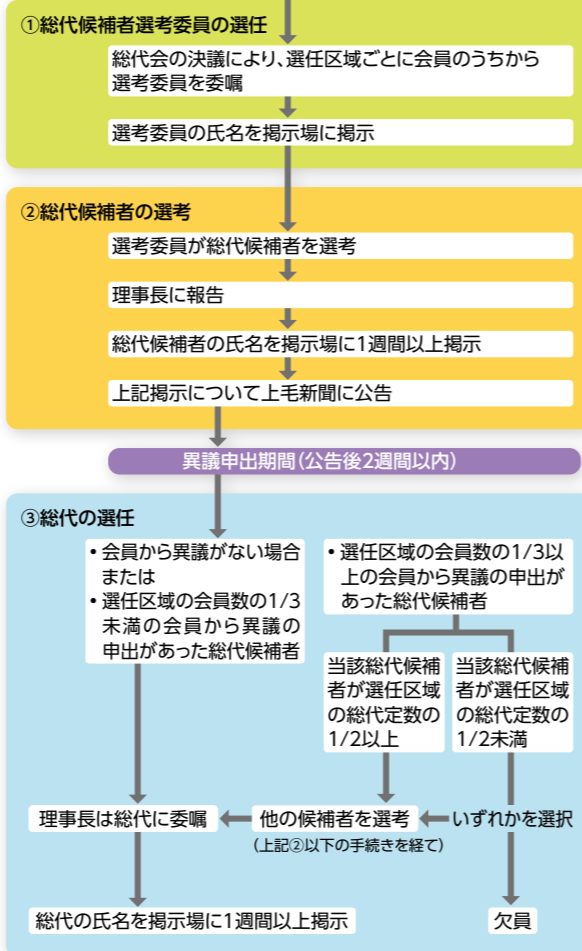 ①総代候補者選考委員の選任
総代会の決議により、選任区域ごとに会員のうちから
選考委員を委嘱
選考委員の氏名を掲示場に掲示
②総代候補者の選考
選考委員が総代候補者を選考
理事長に報告
総代候補者の氏名を掲示場に1週間以上掲示
上記掲示について上毛新聞に公告
異議申出期間(公告後2週間以内)
③総代の選任
・会員から異議がない場合
または
・選任区域の会員数の1/3
未満の会員から異議の
申出があった総代候補者
・選任区域の会員数の1/3以
上の会員から異議の申出が
あった総代候補者
当該総代候補
者が選任区域
の総代定数の
1/2以上
当該総代候補
者が選任区域
の総代定数の
1/2未満
理事長は総代に委嘱
他の候補者を選考
いずれかを選択
(上記②以下の手続きを経て)
総代の氏名を掲示場に1週間以上掲示
欠員